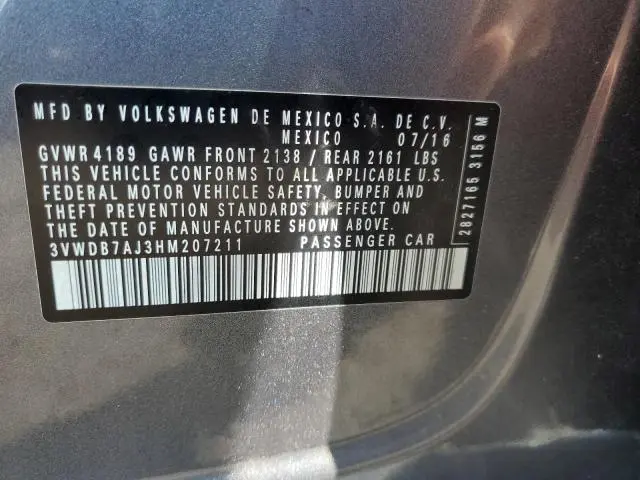 MFD BY VOLKSWAGEN DE MEXICO S.A. DE C.V.
MEXICO 07/16
GVWR 4189 GAWR FRONT 2138 / REAR 2161 LBS
THIS VEHICLE CONFORMS TO ALL APPLICABLE U.S.
FEDERAL MOTOR VEHICLE SAFETY, BUMPER AND
THEFT PREVENTION STANDARDS IN EFFECT ON
THE DATE OF MANUFACTURE SHOWN ABOVE.
3VWDB7AJ3HM207211 PASSENGER CAR
2827165 3156 M